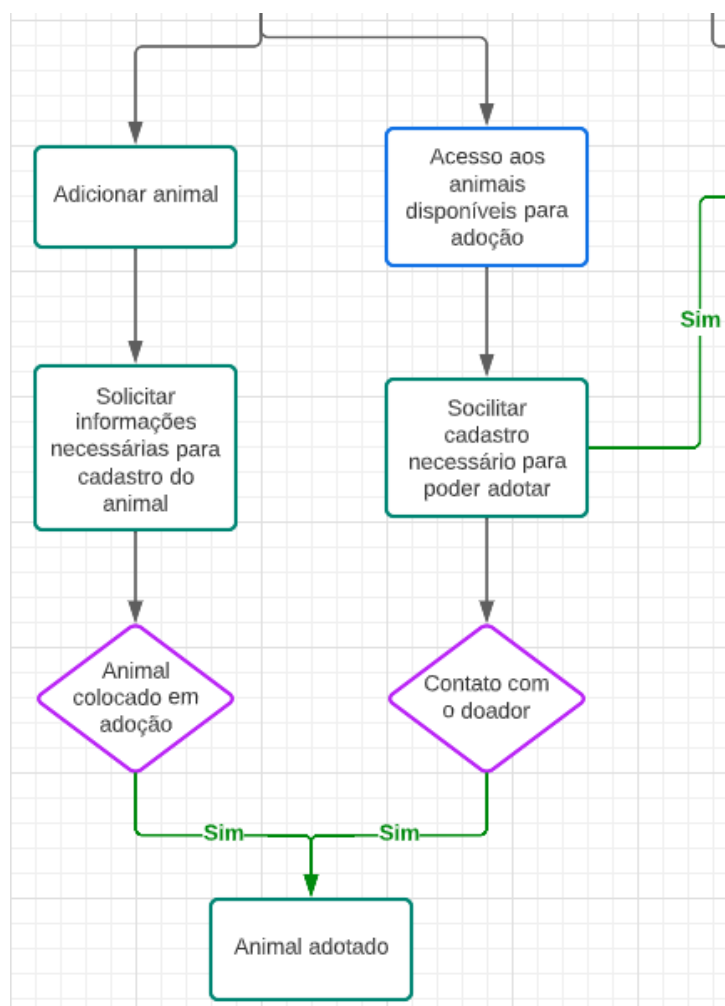 Adicionar animal
Acesso aos
animais
disponíveis para
adoção
Sim
Solicitar
informações
necessárias para
cadastro do
animal
Socilitar
cadastro
necessário para
poder adotar
Animal
colocado em
adoção
Contato com
o doador
Sim
Sim
Animal adotado